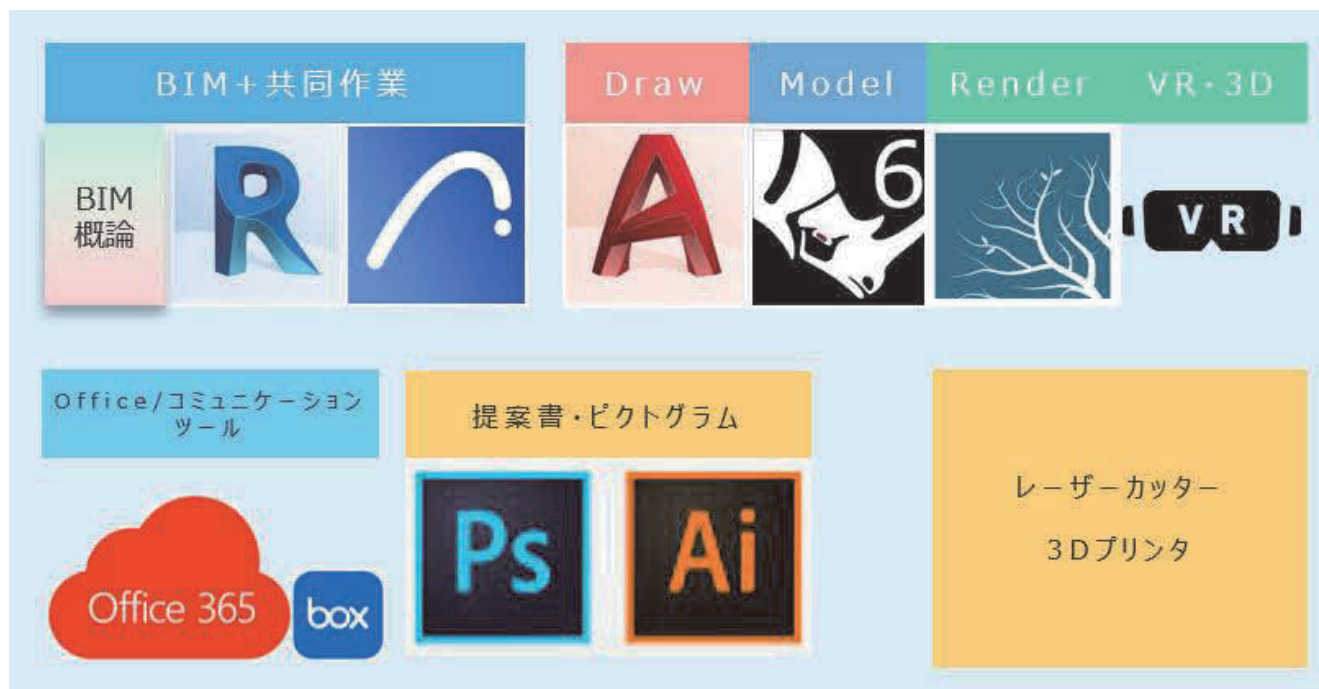 BIM+共同作業
Draw
Model
Render
VR・3D
BIM
概論
R
A
6
VR
Office/コミュニケーション
ツール
提案書・ピクトグラム
Office 365
box
Ps
Ai
レーザーカッター
3Dプリンタ